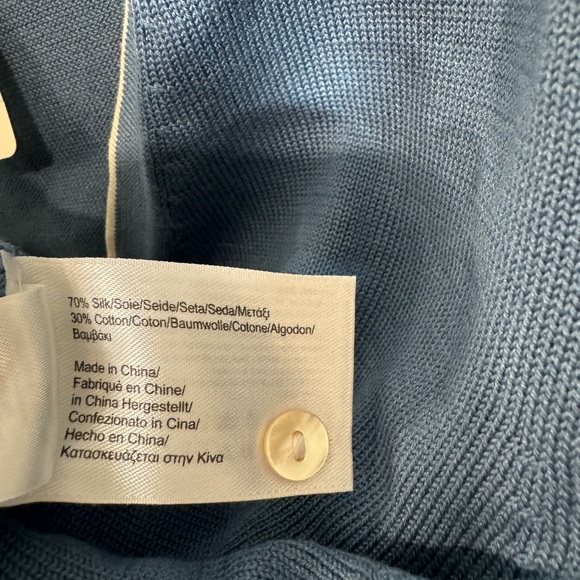 70% Silk/Soie/Seide/Seta/Seda/Μετάξι
30% Cotton/Coton/Baumwolle/Cotone/Algodon/
Βαμβάκι
Made in China/
Fabriqué en Chine/
in China Hergestellt/
Confezionato in Cina/
Hecho en China/
Κατασκευάζεται στην Κίνα